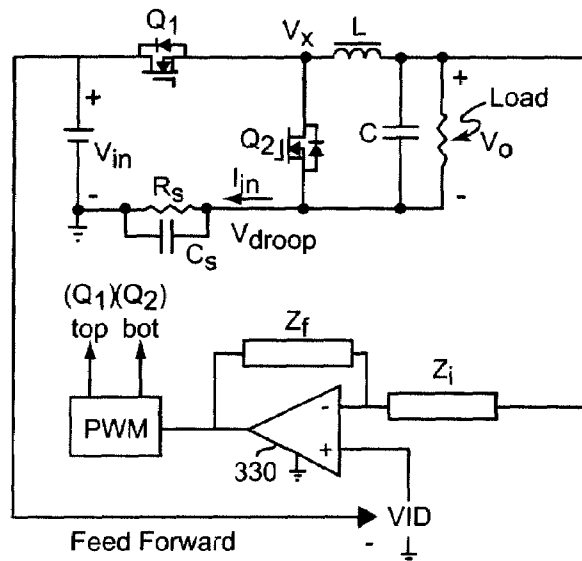 Q1
Vx
L
+
+
Load
Vin
Q2
C
Vo
-
Rs
Iin
-
Vdroop
Cs
(Q1)(Q2)
top bot
Zf
Zi
-
PWM
+
330
VID
Feed Forward
-